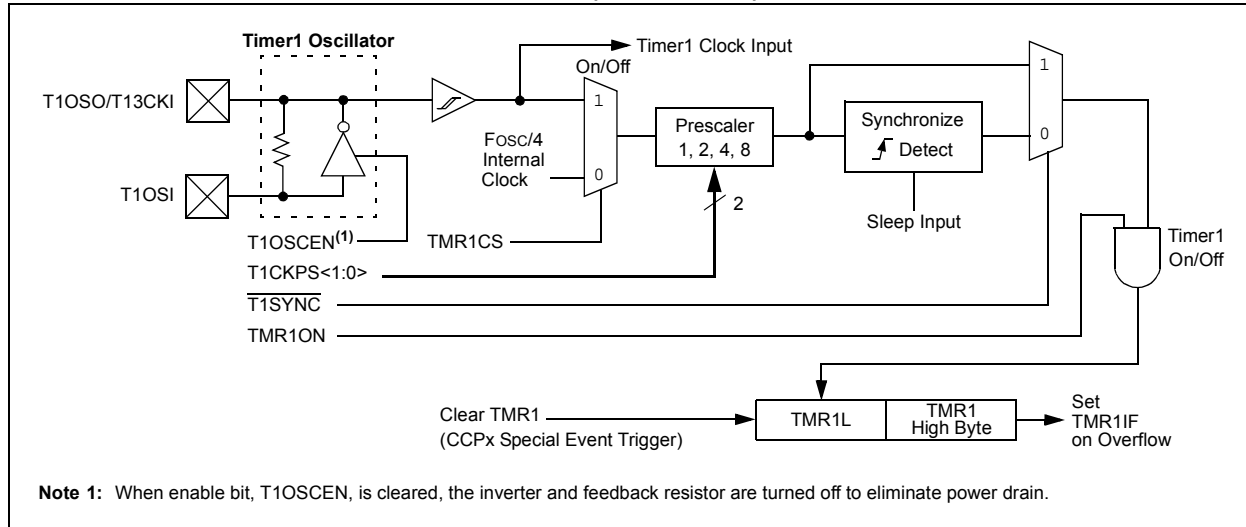 Timer1 Oscillator
Timer1 Clock Input
On/Off
T1OSO/T13CKI
1
1
FOSC/4
Internal
Clock
Prescaler
1, 2, 4, 8
Synchronize
Detect
0
0
T1OSI
2
Sleep Input
T1OSCEN(1)
TMR1CS
Timer1
On/Off
T1CKPS<1:0>
T1SYNC
TMR1ON
Clear TMR1
(CCPx Special Event Trigger)
TMR1L
TMR1
High Byte
Set
TMR1IF
on Overflow
Note 1: When enable bit, T1OSCEN, is cleared, the inverter and feedback resistor are turned off to eliminate power drain.